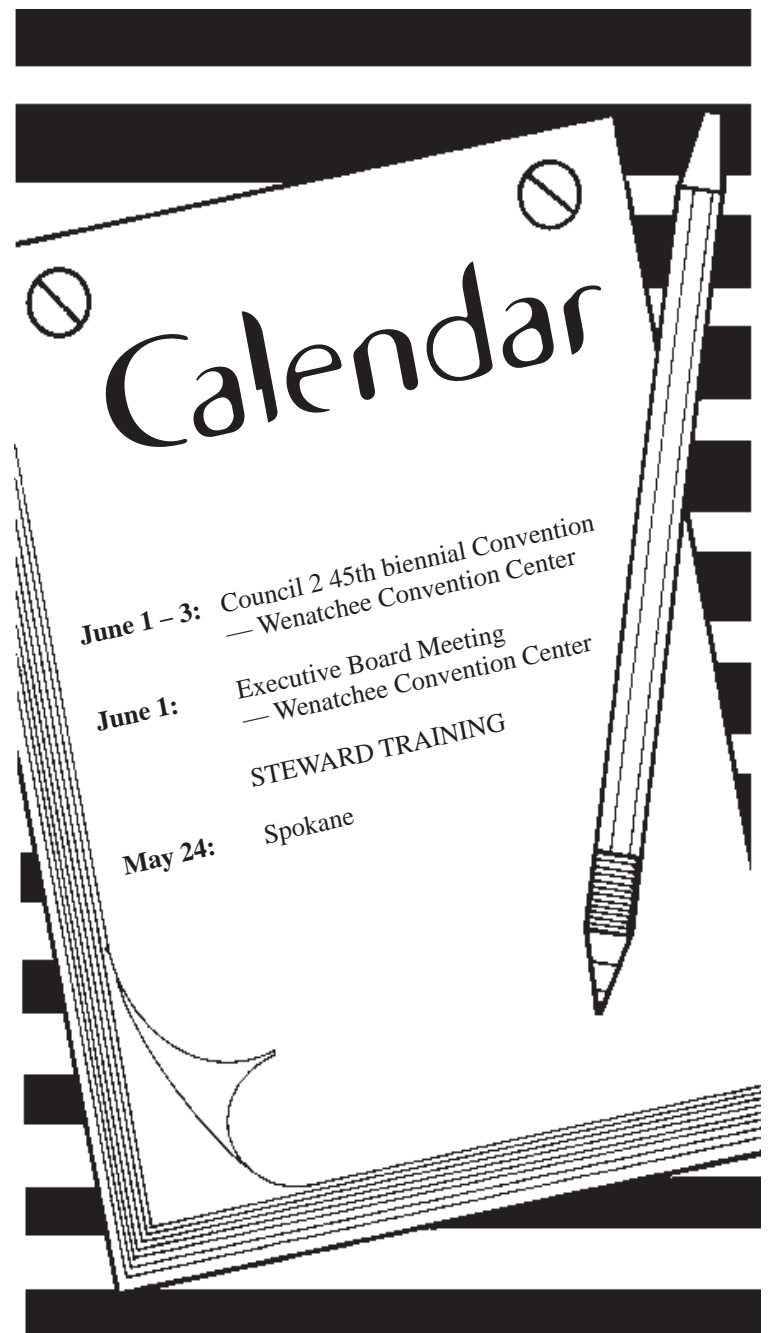 Calendar
June 1 – 3: Council 2 45th biennial Convention
— Wenatchee Convention Center
June 1: Executive Board Meeting
— Wenatchee Convention Center
STEWARD TRAINING
May 24: Spokane